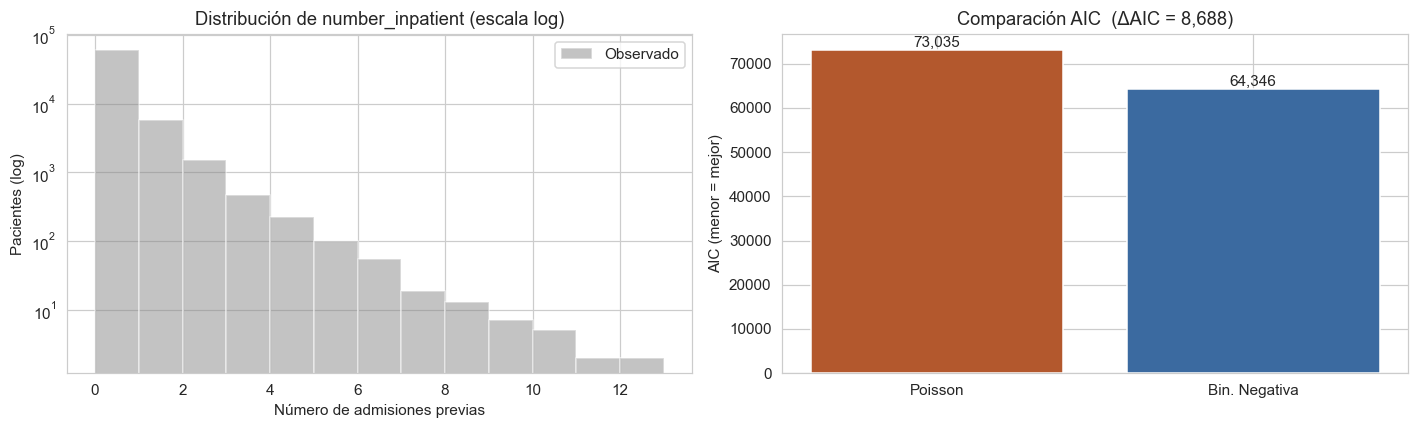 Distribución de number_inpatient (escala log)
Pacientes (log)
10^5
10^4
10^3
10^2
10^1
Observado
0 2 4 6 8 10 12
Número de admisiones previas
Comparación AIC (ΔAIC = 8,688)
AIC (menor = mejor)
70000
60000
50000
40000
30000
20000
10000
0
73,035
64,346
Poisson Bin. Negativa